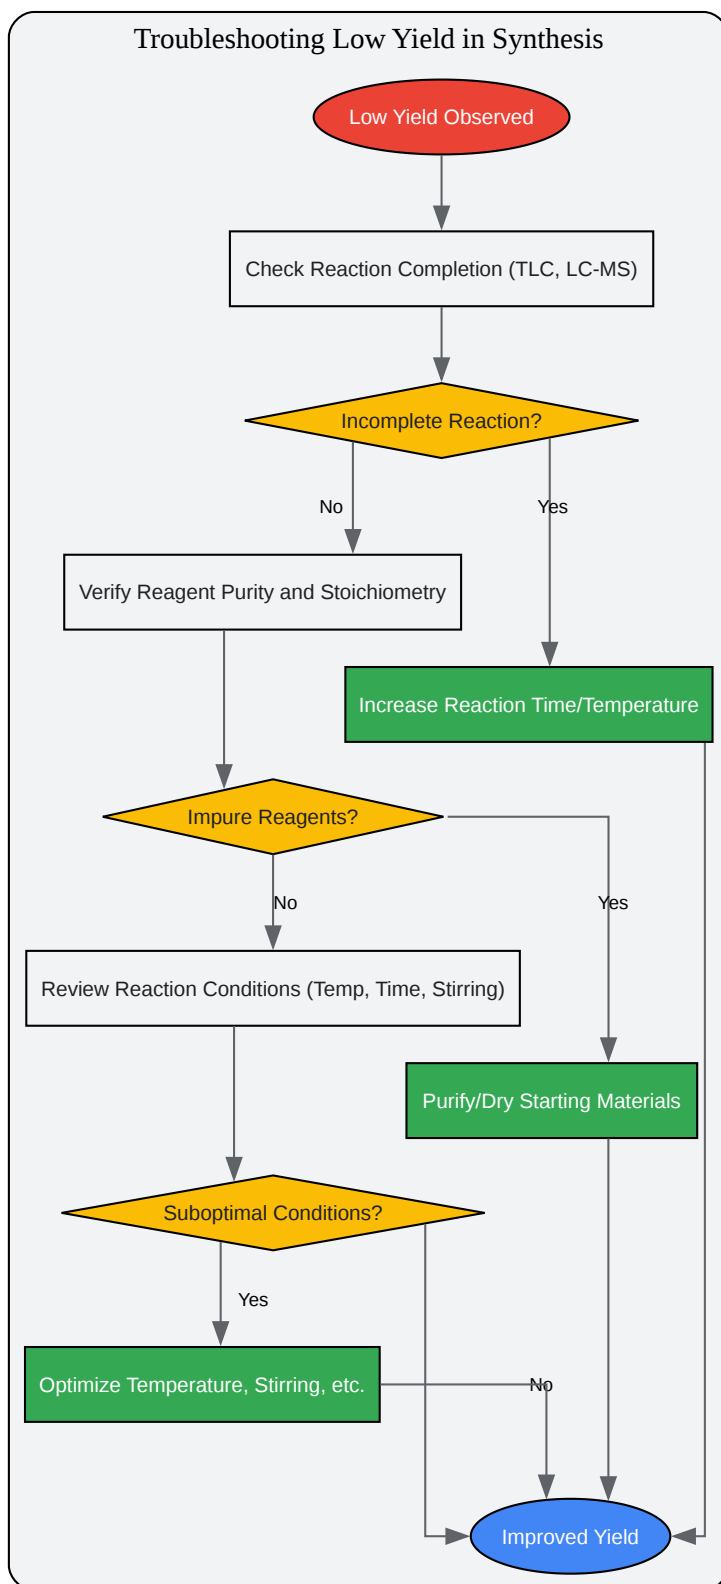 Troubleshooting Low Yield in Synthesis
Low Yield Observed
Check Reaction Completion (TLC, LC-MS)
Incomplete Reaction?
No
Yes
Verify Reagent Purity and Stoichiometry
Increase Reaction Time/Temperature
Impure Reagents?
No
Yes
Review Reaction Conditions (Temp, Time, Stirring)
Purify/Dry Starting Materials
Suboptimal Conditions?
Yes
Optimize Temperature, Stirring, etc.
No
Improved Yield